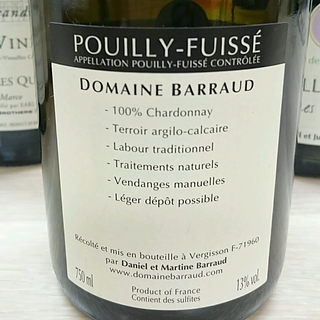 POUILLY-FUISSÉ
APPELLATION POUILLY-FUISSÉ CONTRÔLÉE
DOMAINE BARRAUD
- 100% Chardonnay
- Terroir argilo-calcaire
- Labour traditionnel
- Traitements naturels
- Vendanges manuelles
- Léger dépôt possible
Récolté et mis en bouteille à Vergisson F-71960
par Daniel et Martine Barraud
www.domainebarraud.com
750 ml
13% vol.
Product of France
Contient des sulfites